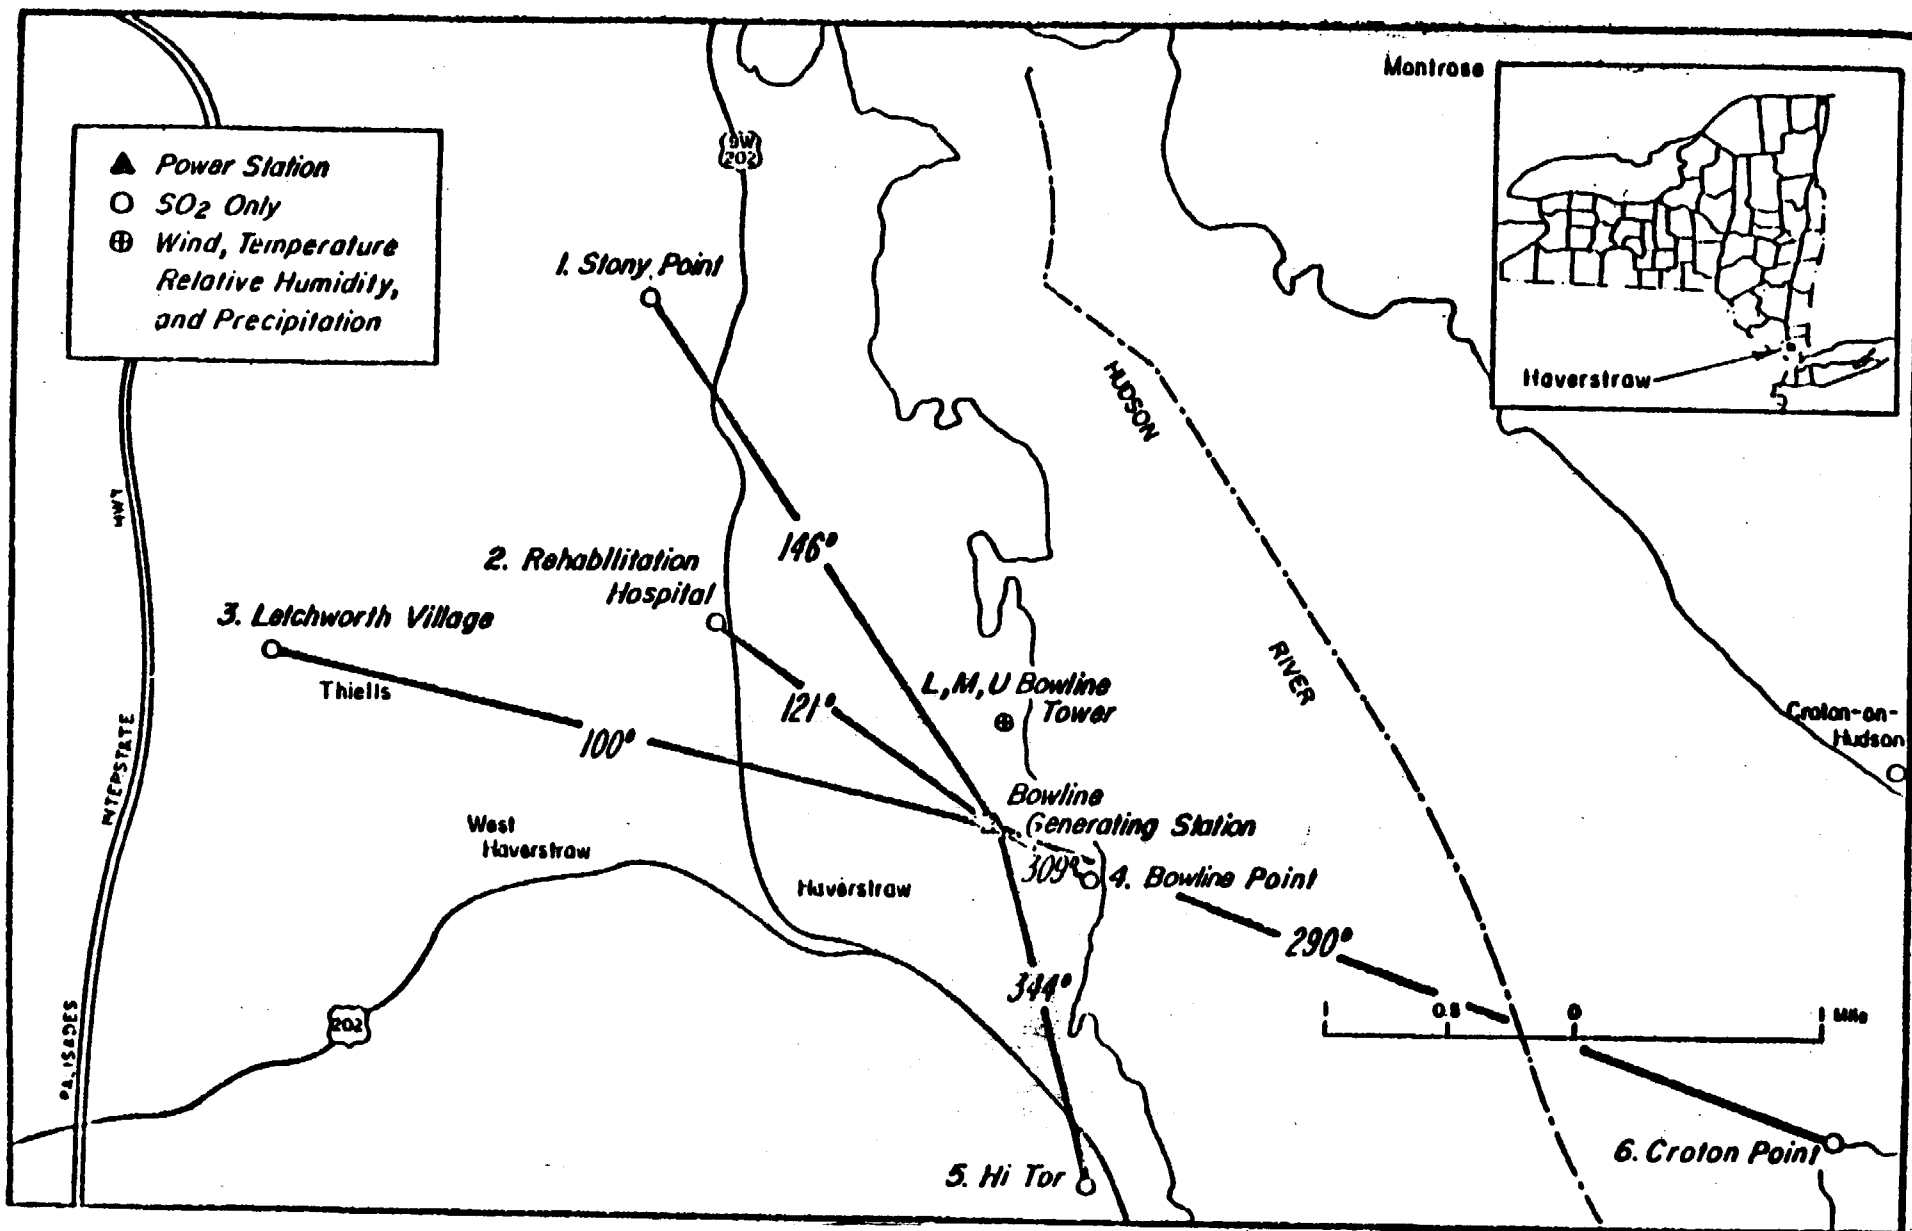 Montrose
Power Station
SO2 Only
Wind, Temperature
Relative Humidity,
and Precipitation
9W
202
1. Stony Point
Haverstraw
HUDSON
RIVER
146°
HWY
2. Rehabilitation
Hospital
3. Letchworth Village
Thiells
121°
100°
L, M, U Bowline
Tower
Croton-on-
Hudson
INTERSTATE
Bowline
Generating Station
West
Haverstraw
Haverstraw
309°
4. Bowline Point
290°
344°
202
PALISADES
1
0.5
0
1 Mile
5. Hi Tor
6. Croton Point